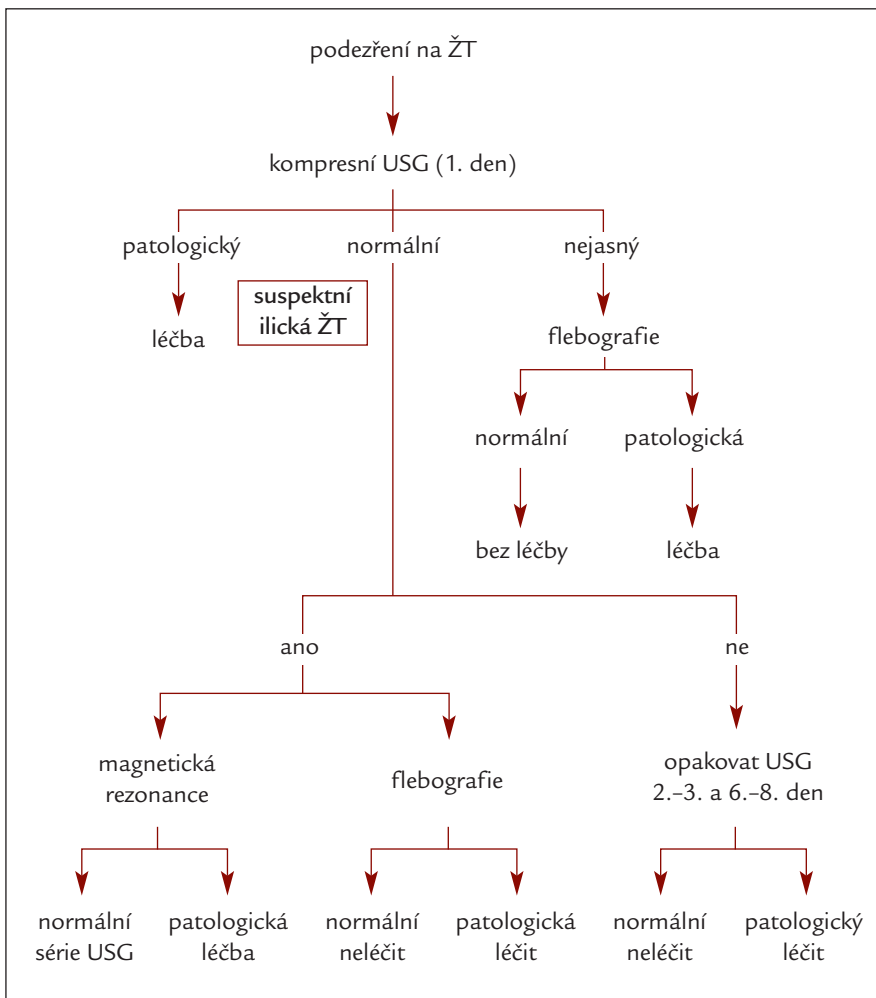 podezření na ŽT
kompresní USG (1. den)
patologický
normální
nejasný
léčba
suspektní
ilická ŽT
flebografie
normální
patologická
bez léčby
léčba
ano
ne
magnetická
rezonance
flebografie
opakovat USG
2.–3. a 6.–8. den
normální
série USG
patologická
léčba
normální
neléčit
patologická
léčit
normální
neléčit
patologický
léčit